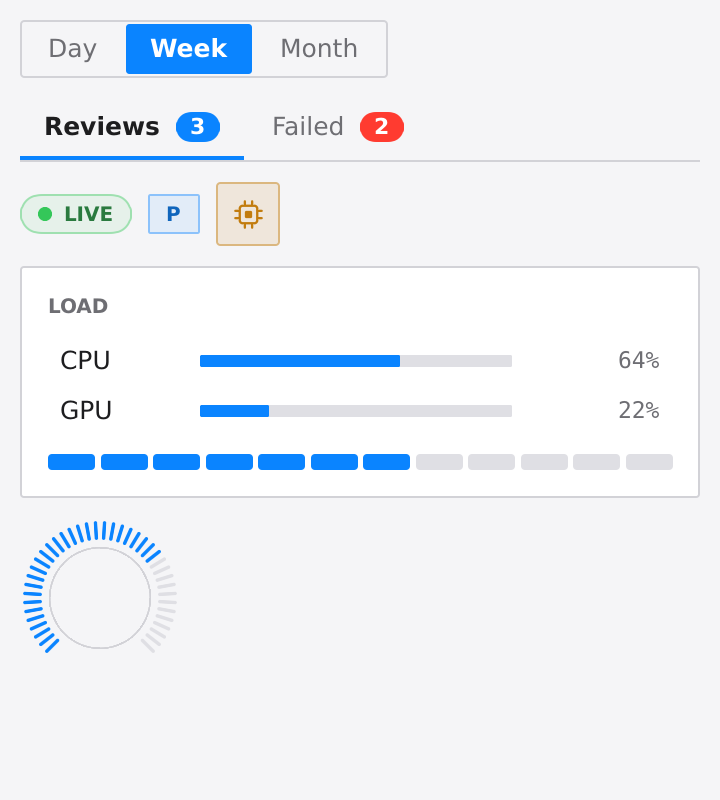 Day Week Month
Reviews 3 Failed 2
LIVE P
LOAD
CPU 64%
GPU 22%